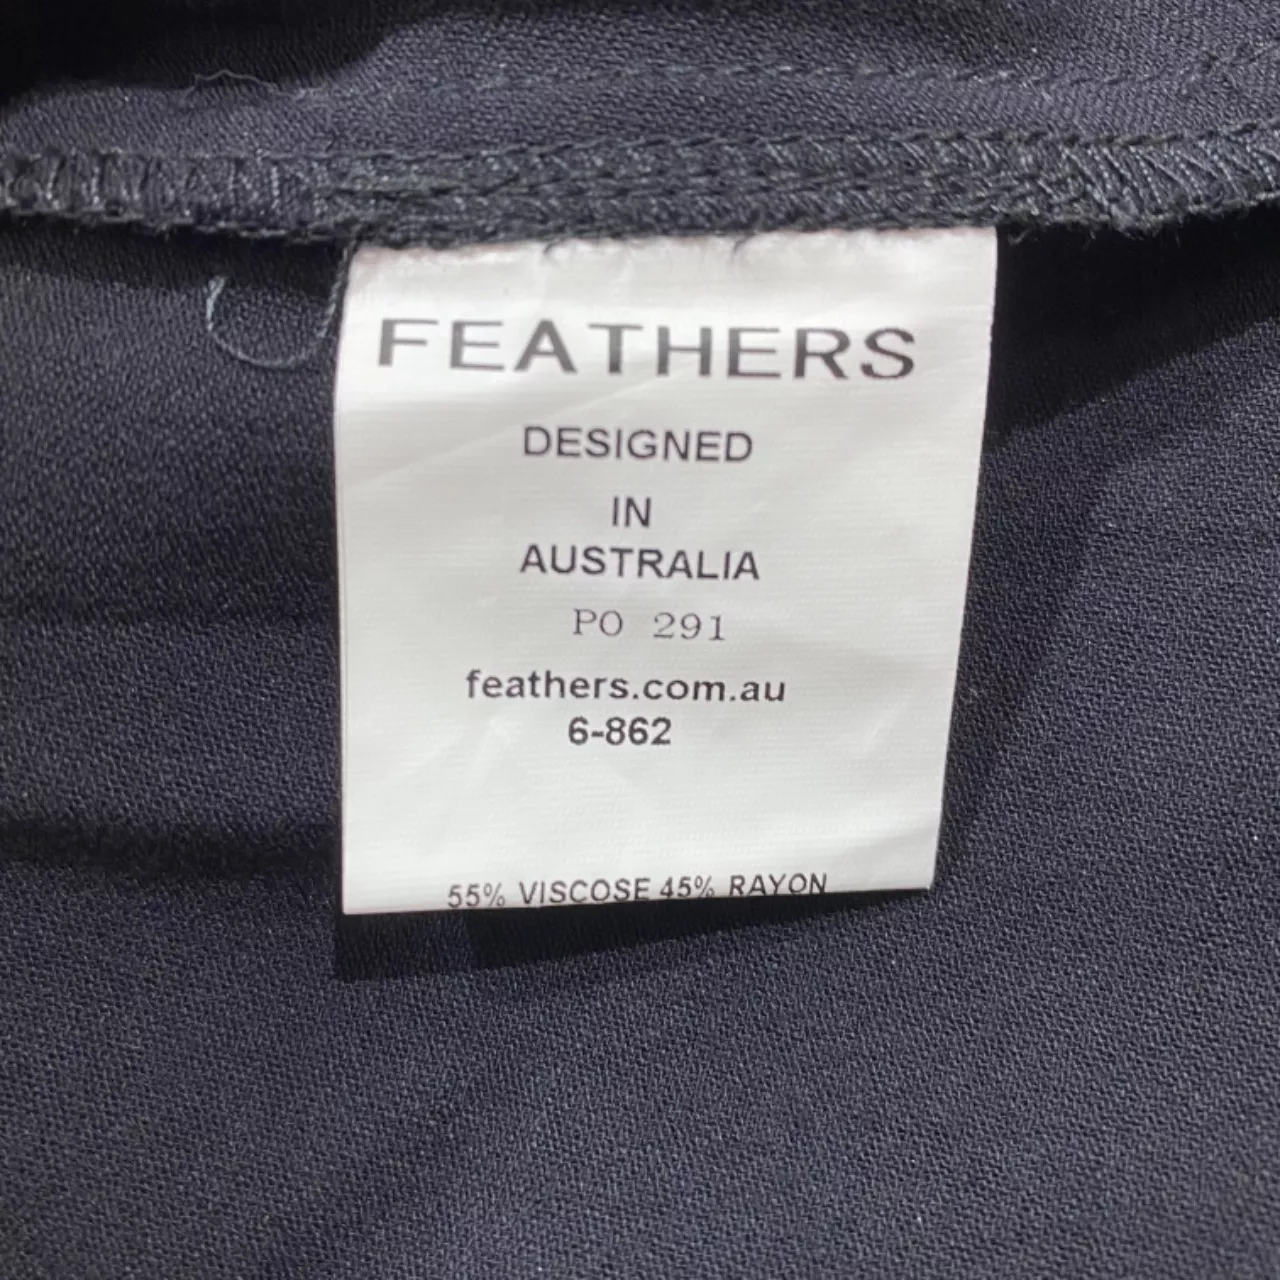 FEATHERS
DESIGNED
IN
AUSTRALIA
PO 291
feathers.com.au
6-862
55% VISCOSE 45% RAYON